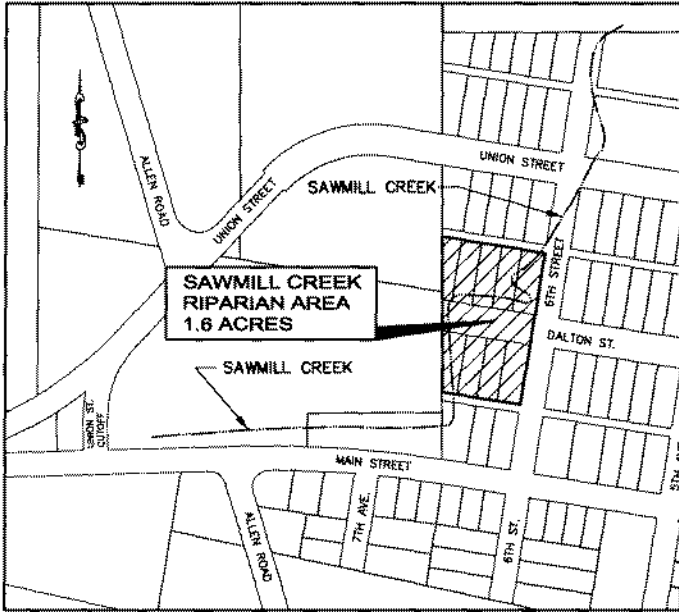 ALLEN ROAD
UNION STREET
UNION STREET
SAWMILL CREEK
6TH STREET
SAWMILL CREEK
RIPARIAN AREA
1.6 ACRES
DALTON ST.
SAWMILL CREEK
UNION ST.
CUTOFF
MAIN STREET
5TH AVE
ALLEN ROAD
7TH AVE.
6TH ST.